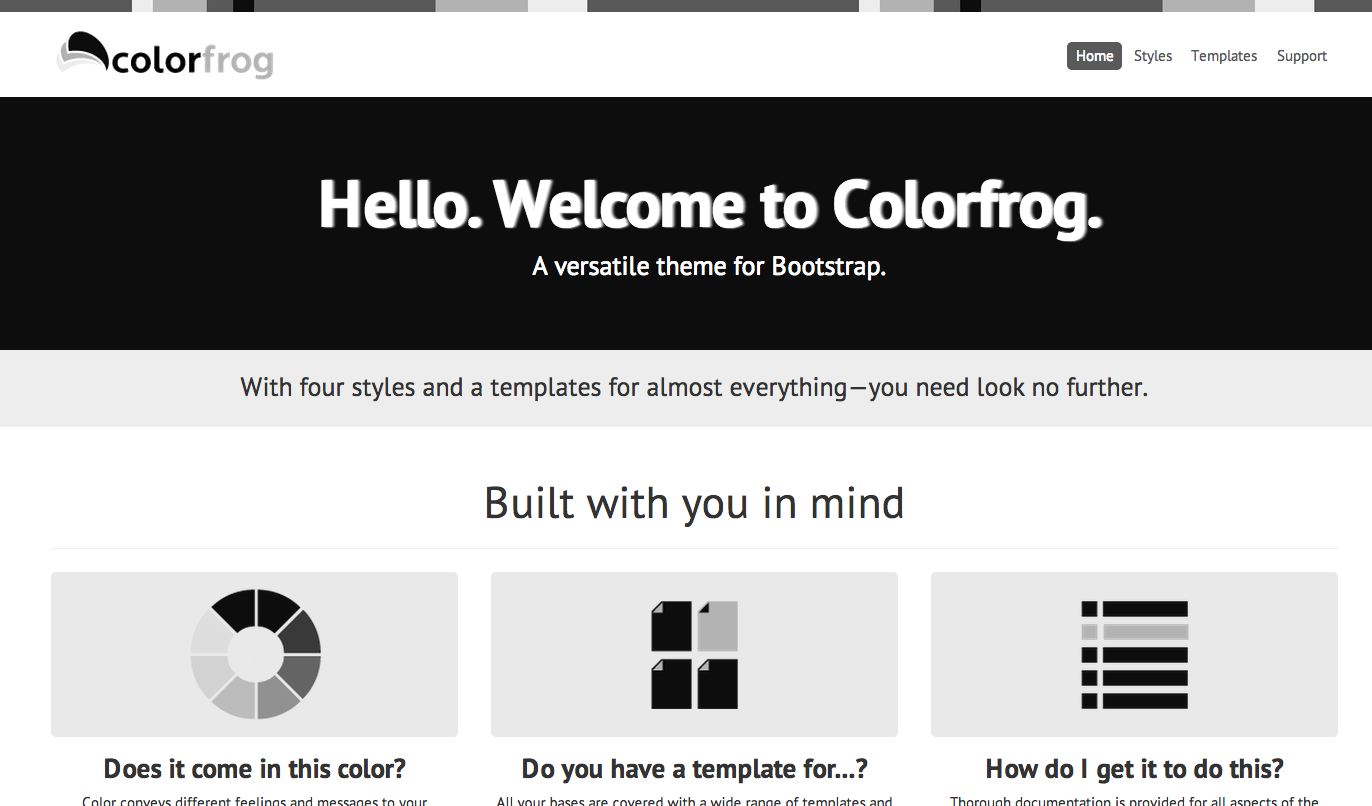 colorfrog
Home Styles Templates Support
Hello. Welcome to Colorfrog.
A versatile theme for Bootstrap.
With four styles and a templates for almost everything—you need look no further.
Built with you in mind
Does it come in this color?
Do you have a template for...?
How do I get it to do this?
Color conveys different feelings and messages to your
All your bases are covered with a wide range of templates and
Thorough documentation is provided for all aspects of the